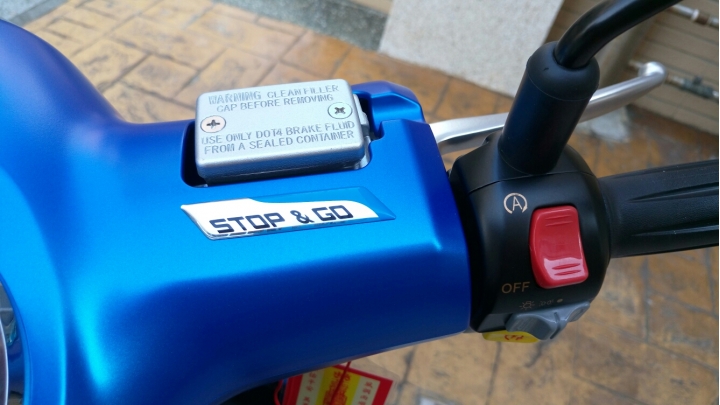 WARNING CLEAN FILLER
CAP BEFORE REMOVING
USE ONLY DOT4 BRAKE FLUID
FROM A SEALED CONTAINER
STOP & GO
A
OFF